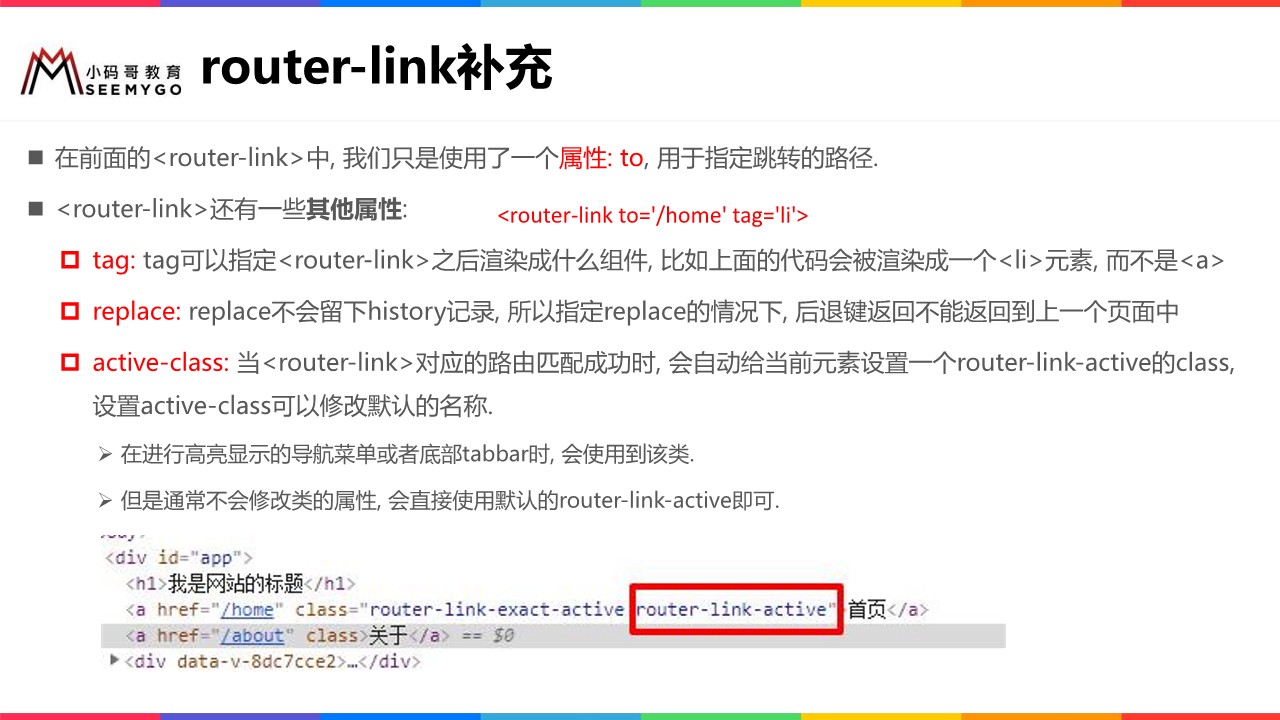 小码哥教育
SEEMYGO
router-link补充
在前面的<router-link>中, 我们只是使用了一个属性: to, 用于指定跳转的路径.
<router-link>还有一些其他属性:
<router-link to='/home' tag='li'>
tag: tag可以指定<router-link>之后渲染成什么组件, 比如上面的代码会被渲染成一个<li>元素, 而不是<a>
replace: replace不会留下history记录, 所以指定replace的情况下, 后退键返回不能返回到上一个页面中
active-class: 当<router-link>对应的路由匹配成功时, 会自动给当前元素设置一个router-link-active的class,
设置active-class可以修改默认的名称.
在进行高亮显示的导航菜单或者底部tabbar时, 会使用到该类.
但是通常不会修改类的属性, 会直接使用默认的router-link-active即可.
<div id="app">
<h1>我是网站的标题</h1>
<a href="/home" class="router-link-exact-active router-link-active">首页</a>
<a href="/about" class>关于</a> == $0
<div data-v-8dc7cce2>…</div>